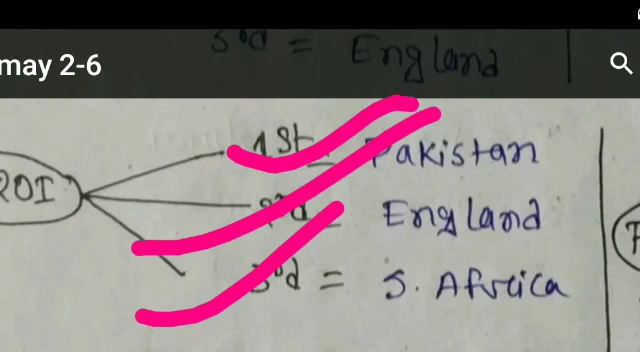 3rd = England
may 2-6
1st = Pakistan
ROI
2nd = England
3rd = S. Africa